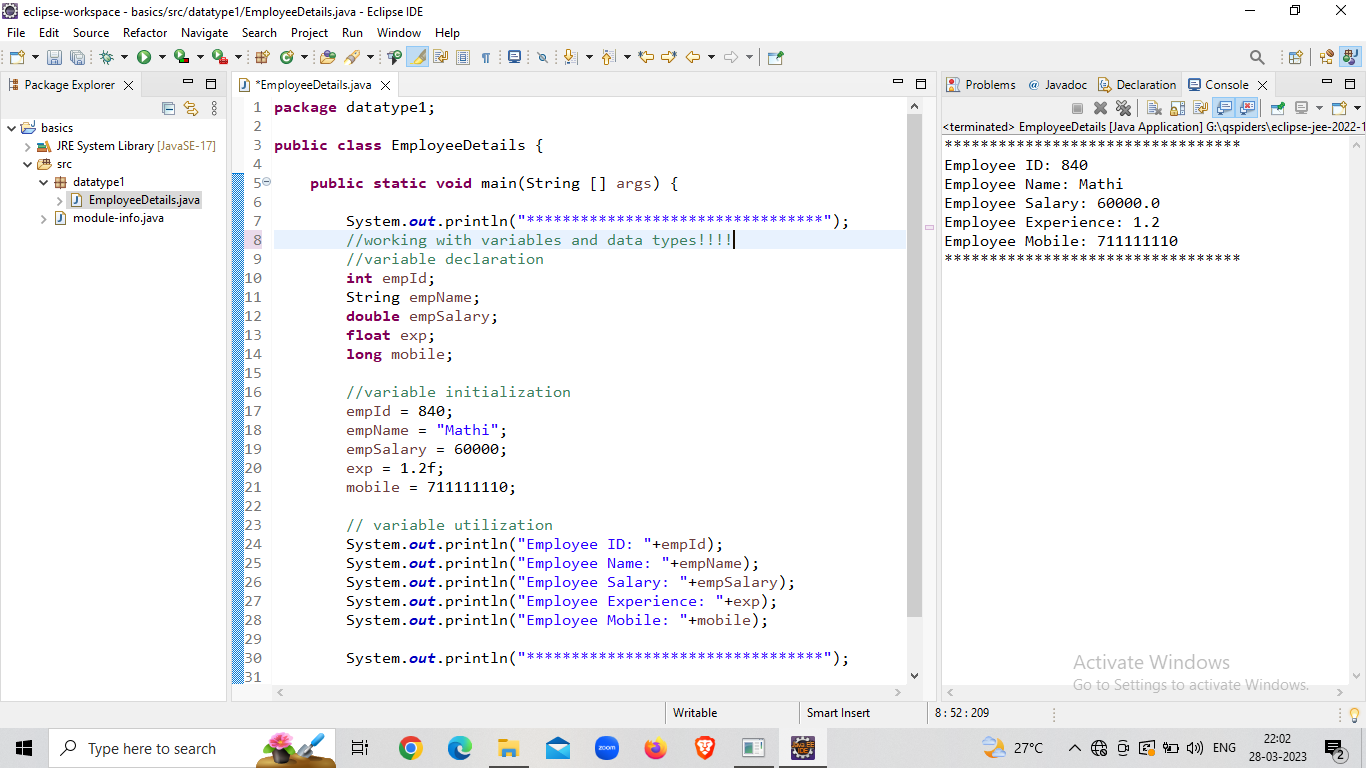 eclipse-workspace - basics/src/datatype1/EmployeeDetails.java - Eclipse IDE
File Edit Source Refactor Navigate Search Project Run Window Help
Package Explorer
basics
JRE System Library [JavaSE-17]
src
datatype1
EmployeeDetails.java
module-info.java
*EmployeeDetails.java
1 package datatype1;
2
3 public class EmployeeDetails {
4
5 public static void main(String [] args) {
6
7 System.out.println("*********************************");
8 //working with variables and data types!!!!
9 //variable declaration
10 int empId;
11 String empName;
12 double empSalary;
13 float exp;
14 long mobile;
15
16 //variable initialization
17 empId = 840;
18 empName = "Mathi";
19 empSalary = 60000;
20 exp = 1.2f;
21 mobile = 711111110;
22
23 // variable utilization
24 System.out.println("Employee ID: "+empId);
25 System.out.println("Employee Name: "+empName);
26 System.out.println("Employee Salary: "+empSalary);
27 System.out.println("Employee Experience: "+exp);
28 System.out.println("Employee Mobile: "+mobile);
29
30 System.out.println("*********************************");
31
Problems @ Javadoc Declaration Console
<terminated> EmployeeDetails [Java Application] G:\qspiders\eclipse-jee-2022-1
*********************************
Employee ID: 840
Employee Name: Mathi
Employee Salary: 60000.0
Employee Experience: 1.2
Employee Mobile: 711111110
*********************************
Activate Windows
Go to Settings to activate Windows.
Writable Smart Insert 8 : 52 : 209
Type here to search
zoom
27°C
ENG
22:02
28-03-2023
2